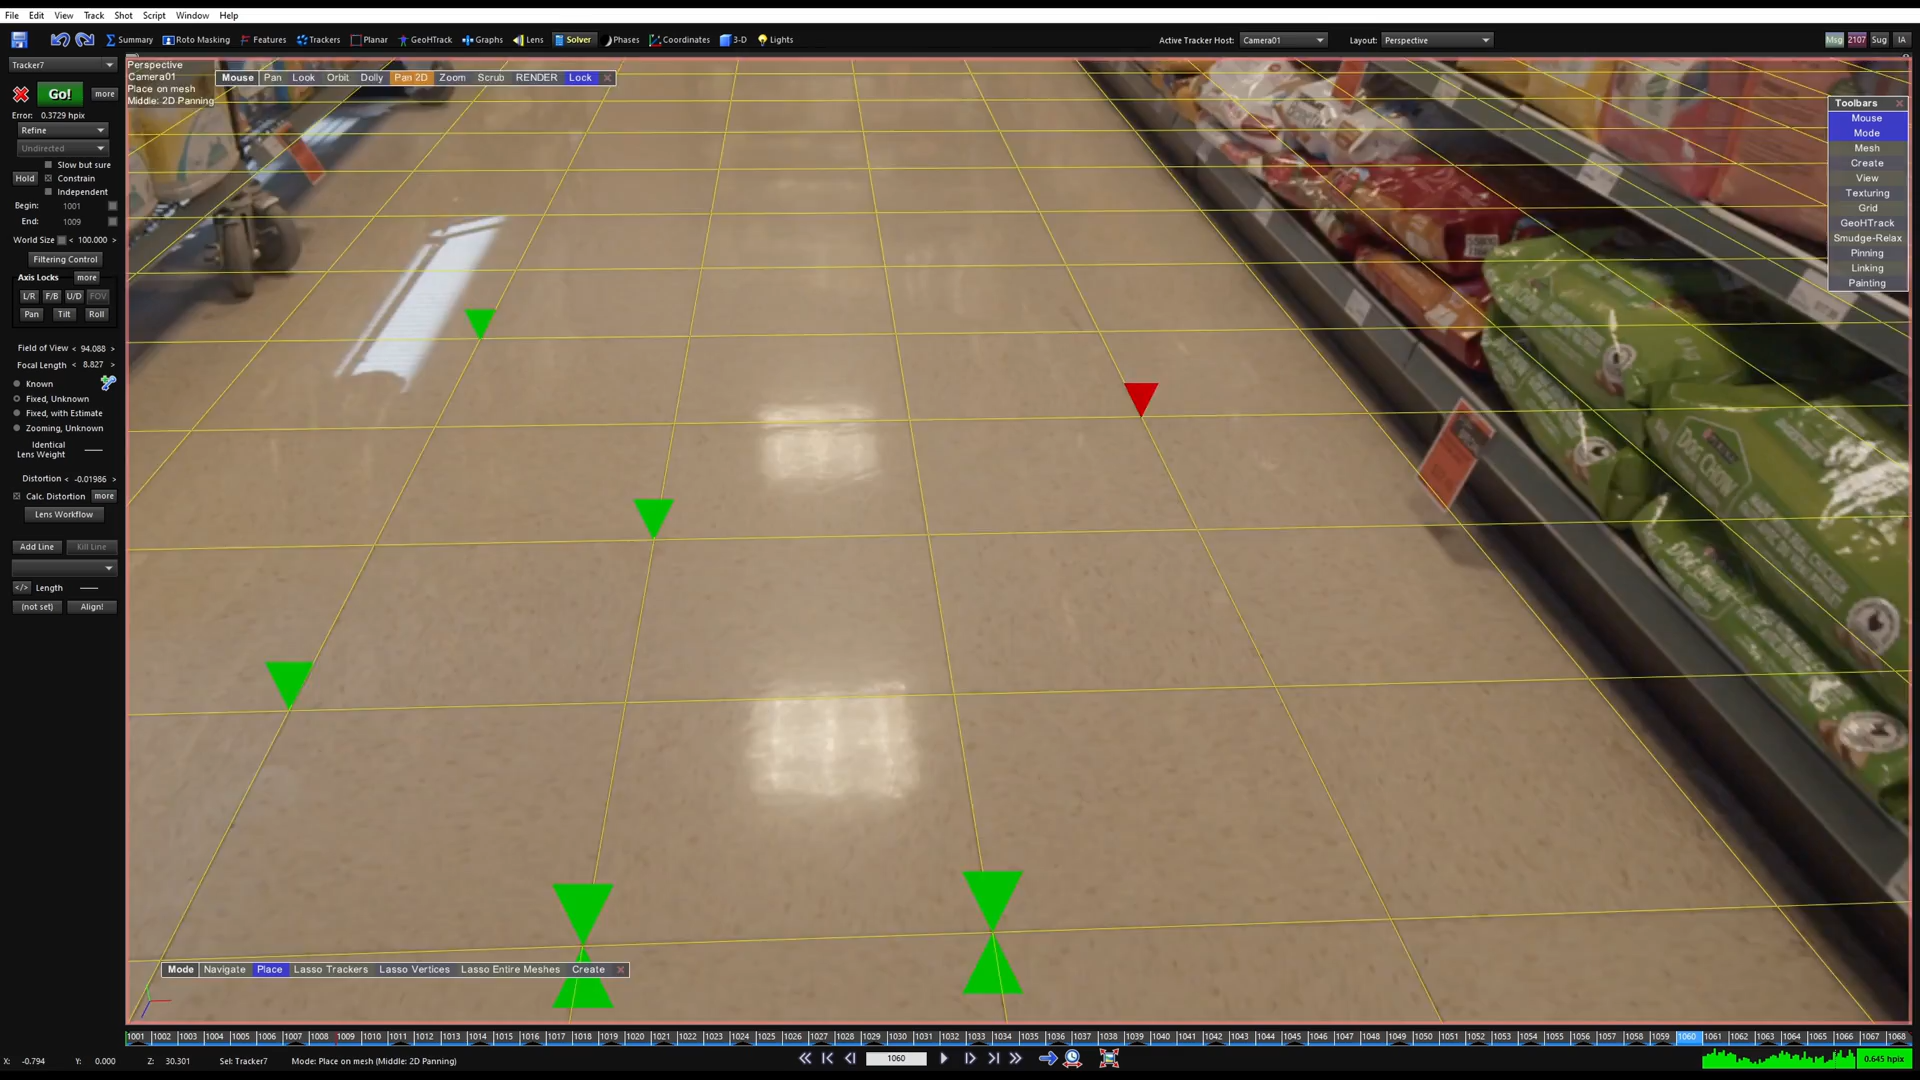 File Edit View Track Shot Script Window Help
Summary Roto Masking Features Trackers Planar GeoHTrack Graphs Lens Solver Phases Coordinates 3-D Lights Active Tracker Host: Camera01 Layout: Perspective Msg 2107 Sug IA
Tracker7
Go! more
Error: 0.3729 hpix
Refine
Undirected
Slow but sure
Hold Constrain
Independent
Begin: 1001
End: 1009
World Size < 100.000 >
Filtering Control
Axis Locks more
L/R F/B U/D FOV
Pan Tilt Roll
Field of View < 94.088 >
Focal Length < 8.827 >
Known
Fixed, Unknown
Fixed, with Estimate
Zooming, Unknown
Identical
Lens Weight
Distortion < -0.01986 >
Calc. Distortion more
Lens Workflow
Add Line Kill Line
</> Length
(not set) Align!
Perspective
Camera01
Place on mesh
Middle: 2D Panning
Mouse Pan Look Orbit Dolly Pan 2D Zoom Scrub RENDER Lock
Toolbars
Mouse
Mode
Mesh
Create
View
Texturing
Grid
GeoHTrack
Smudge-Relax
Pinning
Linking
Painting
DOG CHOW
Mode Navigate Place Lasso Trackers Lasso Vertices Lasso Entire Meshes Create
1001 1002 1003 1004 1005 1006 1007 1008 1009 1010 1011 1012 1013 1014 1015 1016 1017 1018 1019 1020 1021 1022 1023 1024 1025 1026 1027 1028 1029 1030 1031 1032 1033 1034 1035 1036 1037 1038 1039 1040 1041 1042 1043 1044 1045 1046 1047 1048 1049 1050 1051 1052 1053 1054 1055 1056 1057 1058 1059 1060 1061 1062 1063 1064 1065 1066 1067 1068
X: -0.794 Y: 0.000 Z: 30.301 Sel: Tracker7 Mode: Place on mesh (Middle: 2D Panning) 1060 0.645 hpix